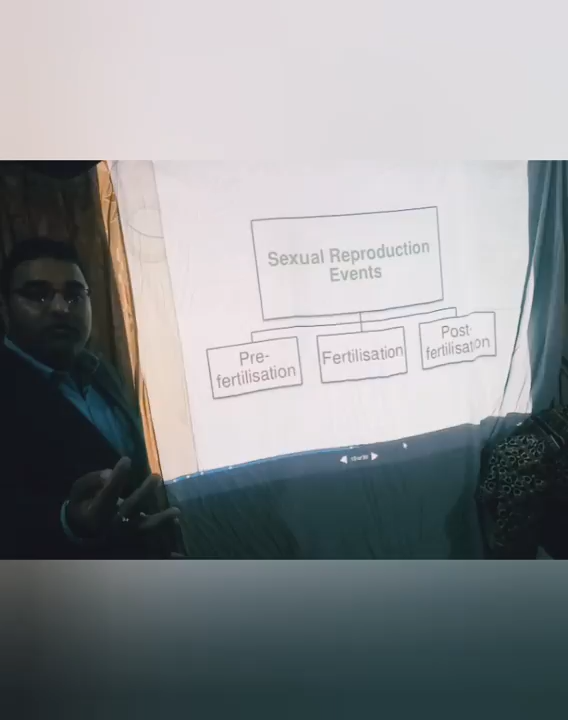 Sexual Reproduction
Events
Pre-
fertilisation
Fertilisation
Post-
fertilisation